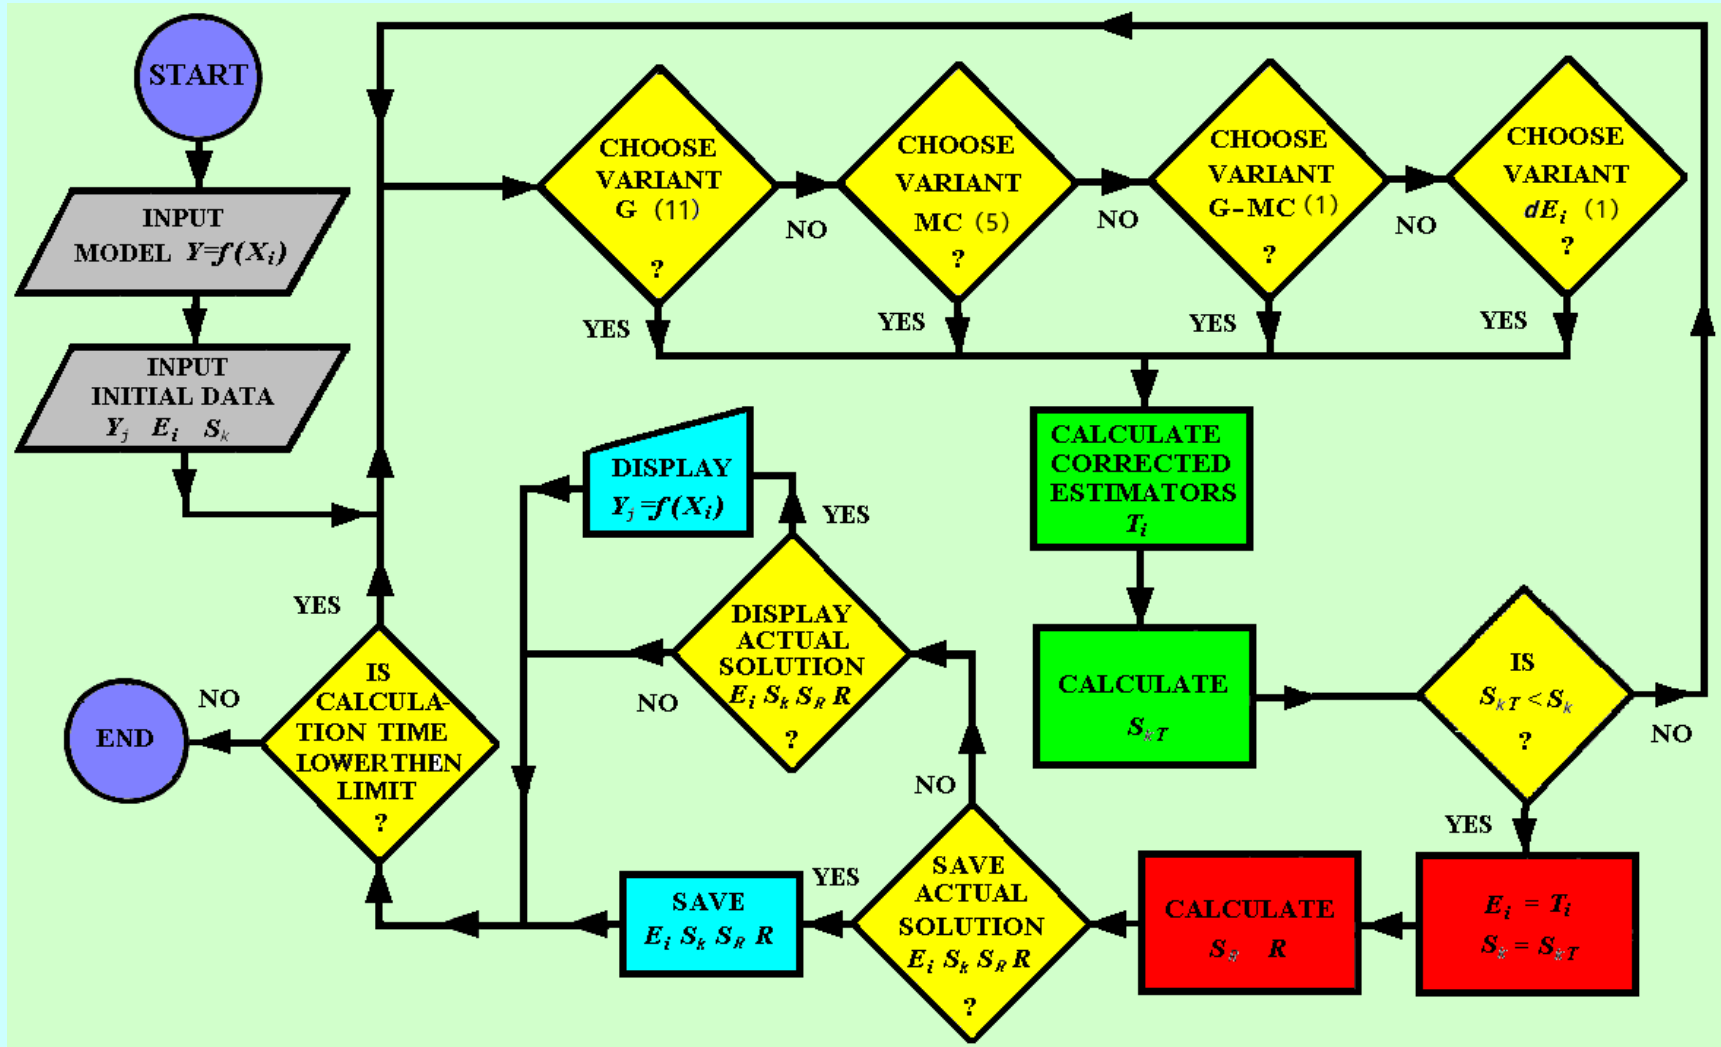 START
INPUT
MODEL Y=f(Xi)
INPUT
INITIAL DATA
Yj Ei Sk
CHOOSE
VARIANT
G (11)
?
NO
YES
CHOOSE
VARIANT
MC (5)
?
NO
YES
CHOOSE
VARIANT
G-MC (1)
?
NO
YES
CHOOSE
VARIANT
dEi (1)
?
YES
CALCULATE
CORRECTED
ESTIMATORS
Ti
CALCULATE
SkT
IS
SkT < Sk
?
NO
YES
Ei = Ti
Sk = SkT
CALCULATE
SR R
SAVE
ACTUAL
SOLUTION
Ei Sk SR R
?
YES
NO
SAVE
Ei Sk SR R
DISPLAY
ACTUAL
SOLUTION
Ei Sk SR R
?
YES
NO
DISPLAY
Yj=f(Xi)
IS
CALCULA-
TION TIME
LOWER THEN
LIMIT
?
YES
NO
END